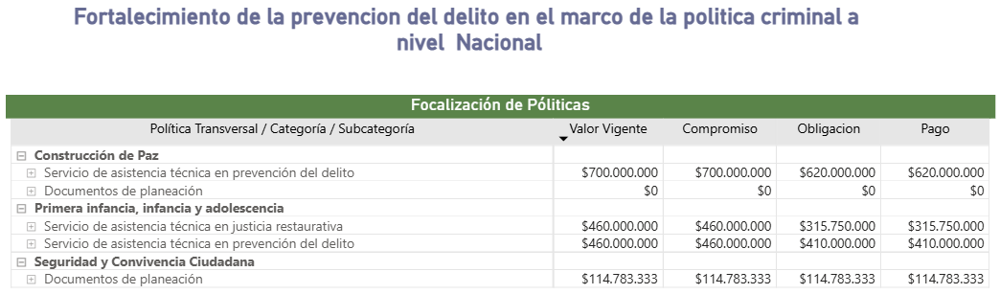 Fortalecimiento de la prevencion del delito en el marco de la politica criminal a
nivel Nacional
Focalización de Póliticas
Política Transversal / Categoría / Subcategoría Valor Vigente Compromiso Obligacion Pago
Construcción de Paz
Servicio de asistencia técnica en prevención del delito $700.000.000 $700.000.000 $620.000.000 $620.000.000
Documentos de planeación $0 $0 $0 $0
Primera infancia, infancia y adolescencia
Servicio de asistencia técnica en justicia restaurativa $460.000.000 $460.000.000 $315.750.000 $315.750.000
Servicio de asistencia técnica en prevención del delito $460.000.000 $460.000.000 $410.000.000 $410.000.000
Seguridad y Convivencia Ciudadana
Documentos de planeación $114.783.333 $114.783.333 $114.783.333 $114.783.333